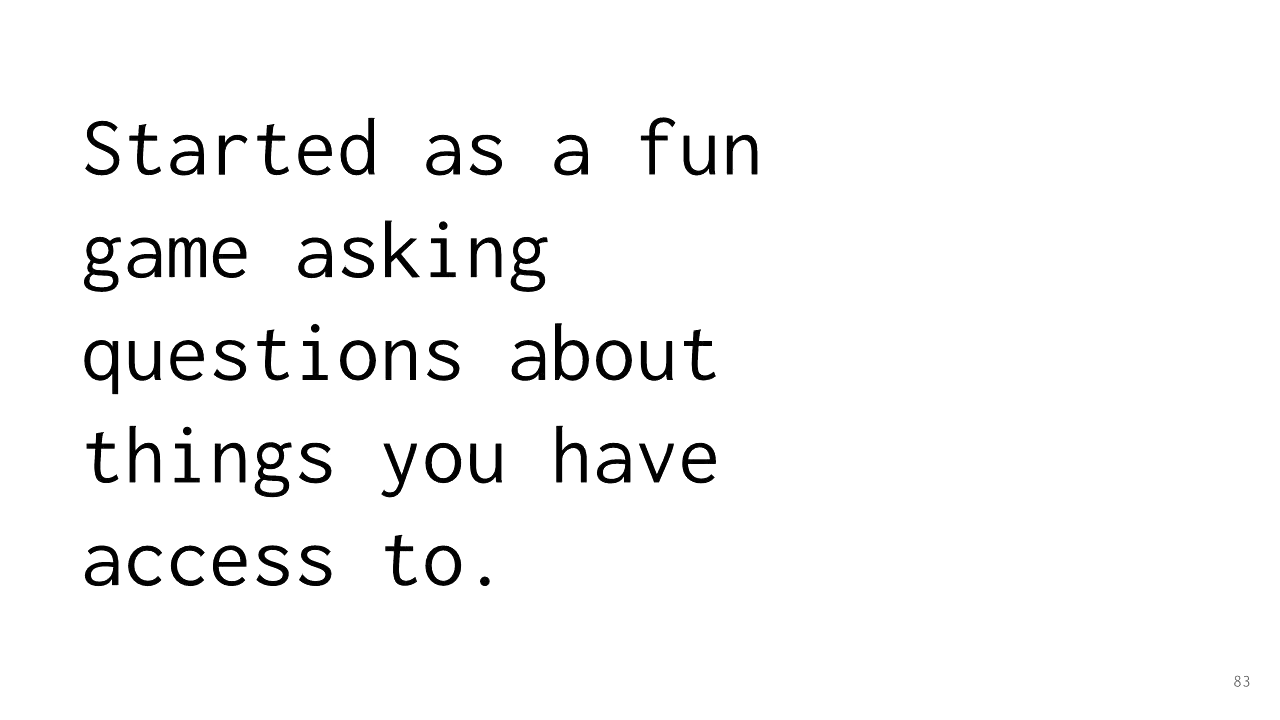 Started as a fun
game asking
questions about
things you have
access to.
83